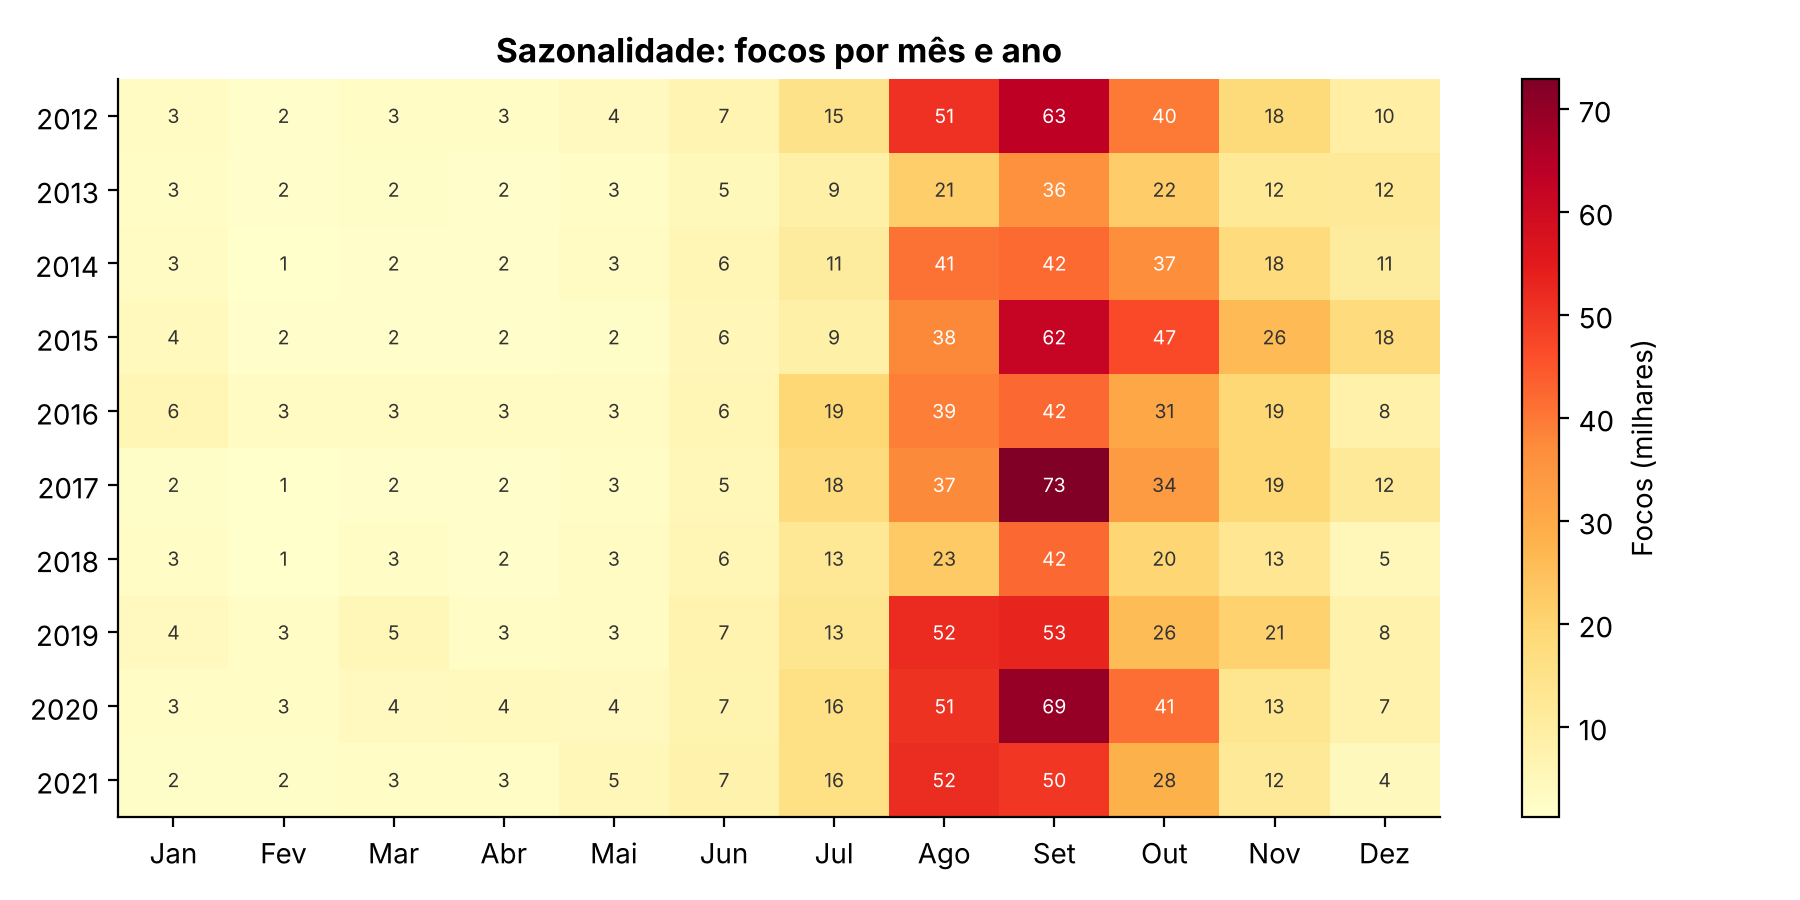 Sazonalidade: focos por mês e ano
2012 3 2 3 3 4 7 15 51 63 40 18 10
2013 3 2 2 2 3 5 9 21 36 22 12 12
2014 3 1 2 2 3 6 11 41 42 37 18 11
2015 4 2 2 2 2 6 9 38 62 47 26 18
2016 6 3 3 3 3 6 19 39 42 31 19 8
2017 2 1 2 2 3 5 18 37 73 34 19 12
2018 3 1 3 2 3 6 13 23 42 20 13 5
2019 4 3 5 3 3 7 13 52 53 26 21 8
2020 3 3 4 4 4 7 16 51 69 41 13 7
2021 2 2 3 3 5 7 16 52 50 28 12 4
Jan Fev Mar Abr Mai Jun Jul Ago Set Out Nov Dez
70
60
50
40
30
20
10
Focos (milhares)